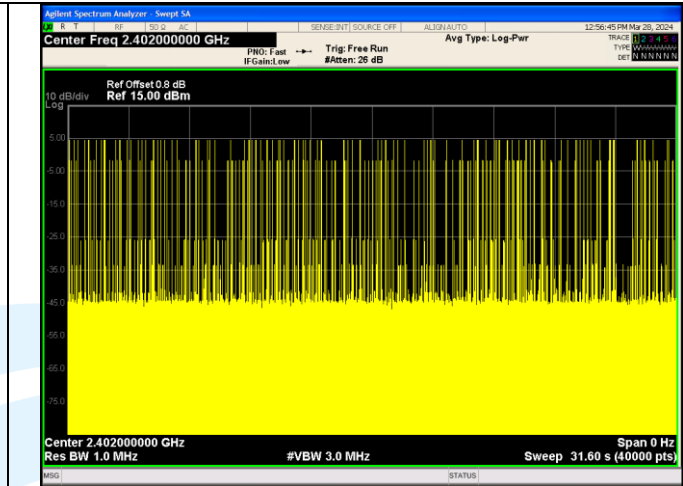 Agilent Spectrum Analyzer - Swept SA
R T RF 50 Ω AC SENSE:INT SOURCE OFF ALIGN AUTO 12:56:45 PM Mar 28, 2024
Center Freq 2.402000000 GHz Avg Type: Log-Pwr TRACE 1 2 3 4 5 6
PNO: Fast Trig: Free Run TYPE
IFGain:Low #Atten: 26 dB DET N N N N N N
Ref Offset 0.8 dB
10 dB/div Ref 15.00 dBm
Log
5.00
-5.00
-15.0
-25.0
-35.0
-45.0
-55.0
-65.0
-75.0
Center 2.402000000 GHz Span 0 Hz
Res BW 1.0 MHz #VBW 3.0 MHz Sweep 31.60 s (40000 pts)
MSG STATUS